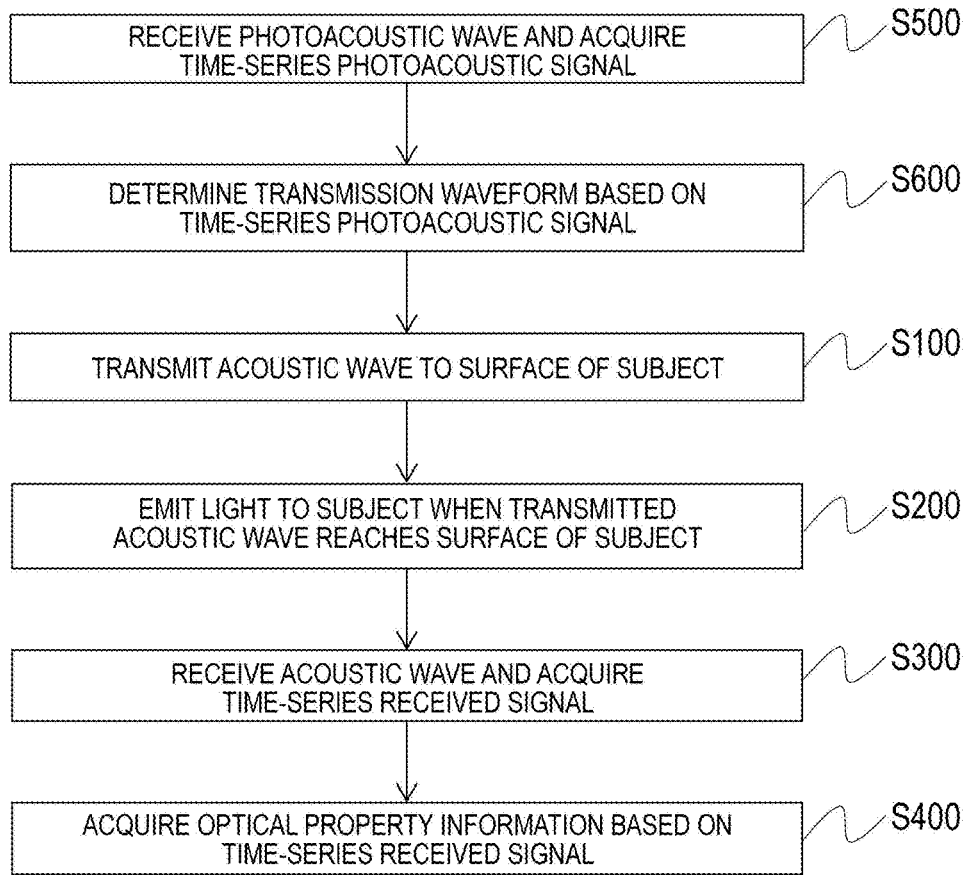 RECEIVE PHOTOACOUSTIC WAVE AND ACQUIRE
TIME-SERIES PHOTOACOUSTIC SIGNAL
S500
DETERMINE TRANSMISSION WAVEFORM BASED ON
TIME-SERIES PHOTOACOUSTIC SIGNAL
S600
TRANSMIT ACOUSTIC WAVE TO SURFACE OF SUBJECT
S100
EMIT LIGHT TO SUBJECT WHEN TRANSMITTED
ACOUSTIC WAVE REACHES SURFACE OF SUBJECT
S200
RECEIVE ACOUSTIC WAVE AND ACQUIRE
TIME-SERIES RECEIVED SIGNAL
S300
ACQUIRE OPTICAL PROPERTY INFORMATION BASED ON
TIME-SERIES RECEIVED SIGNAL
S400